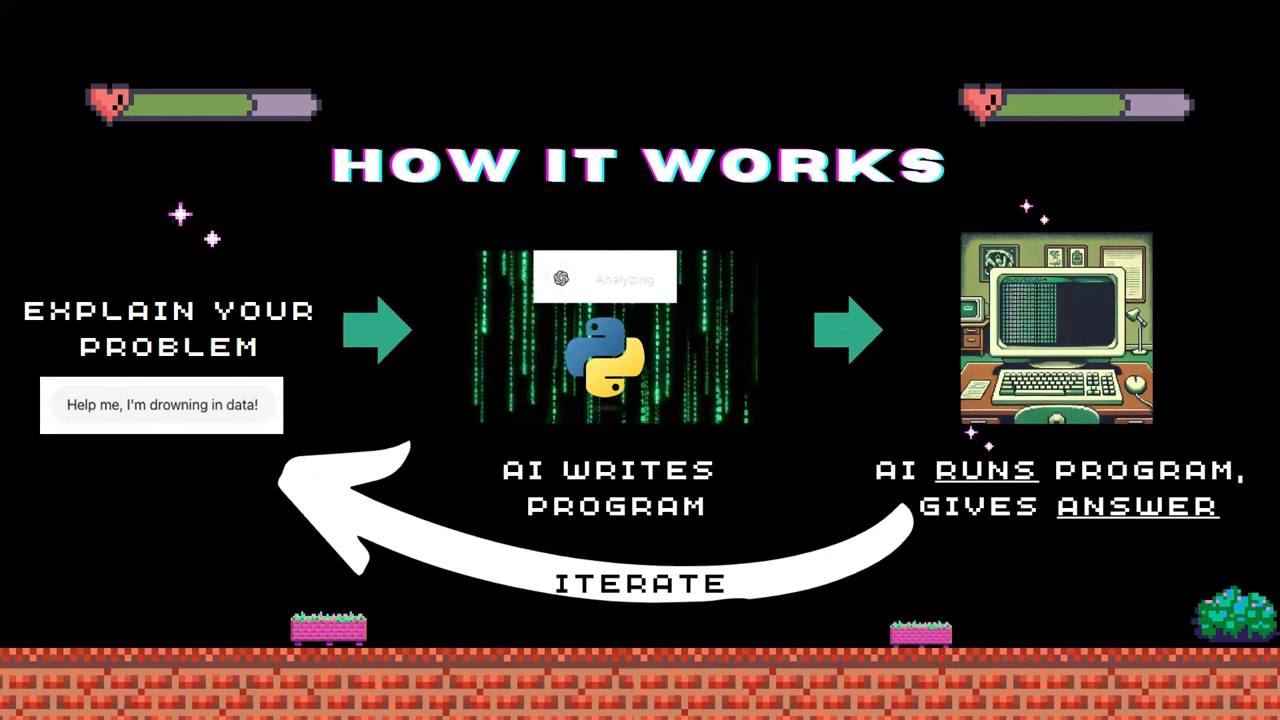 HOW IT WORKS
EXPLAIN YOUR
PROBLEM
Help me, I'm drowning in data!
Analyzing
AI WRITES
PROGRAM
AI RUNS PROGRAM,
GIVES ANSWER
ITERATE